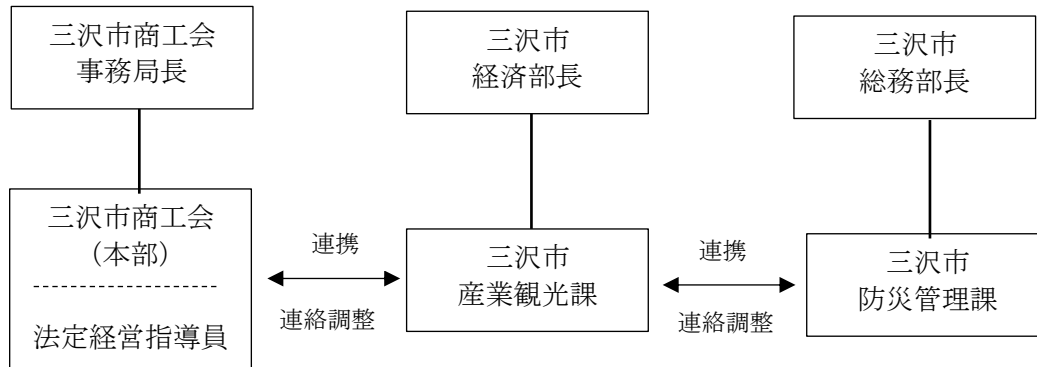 三沢市商工会
事務局長
三沢市
経済部長
三沢市
総務部長
三沢市商工会
（本部）
法定経営指導員
連携
連絡調整
三沢市
産業観光課
連携
連絡調整
三沢市
防災管理課